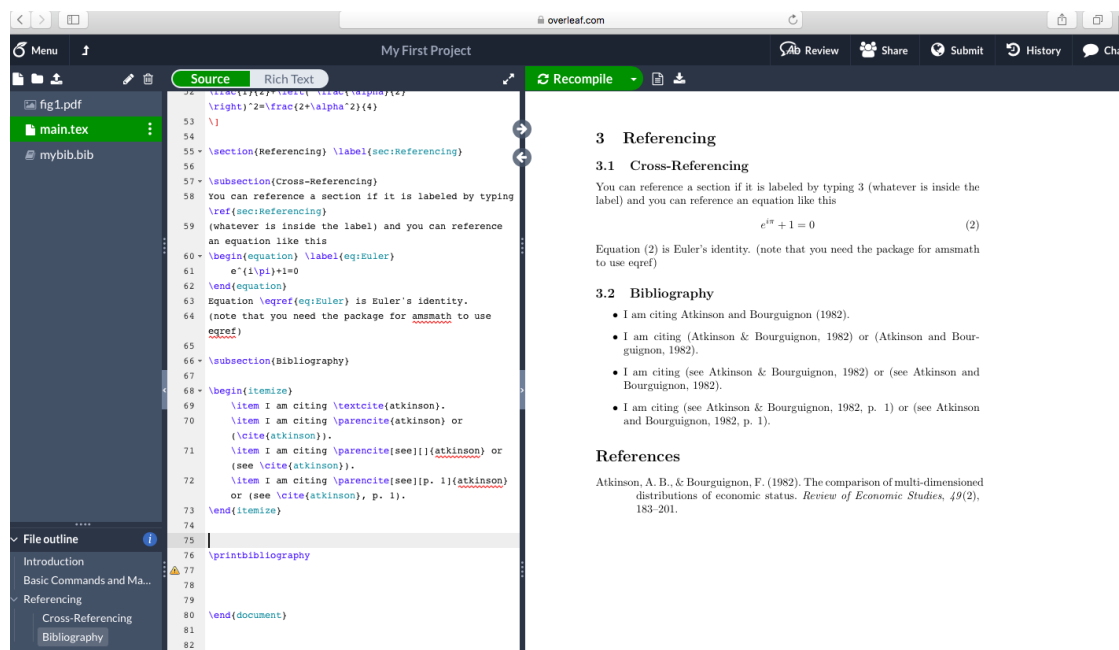 overleaf.com
Menu
My First Project
Review
Share
Submit
History
Cha
Source
Rich Text
Recompile
fig1.pdf
main.tex
mybib.bib
52 \frac{1}{2}+\left( \frac{\alpha}{2}
\right)^2=\frac{2+\alpha^2}{4}
53 \]
54
55 \section{Referencing} \label{sec:Referencing}
56
57 \subsection{Cross-Referencing}
58 You can reference a section if it is labeled by typing
\ref{sec:Referencing}
59 (whatever is inside the label) and you can reference
an equation like this
60 \begin{equation} \label{eq:Euler}
61 e^{i\pi}+1=0
62 \end{equation}
63 Equation \eqref{eq:Euler} is Euler's identity.
64 (note that you need the package for amsmath to use
eqref)
65
66 \subsection{Bibliography}
67
68 \begin{itemize}
69 \item I am citing \textcite{atkinson}.
70 \item I am citing \parencite{atkinson} or
(\cite{atkinson}).
71 \item I am citing \parencite[see][]{atkinson} or
(see \cite{atkinson}).
72 \item I am citing \parencite[see][p. 1]{atkinson}
or (see \cite{atkinson}, p. 1).
73 \end{itemize}
74
75
76 \printbibliography
77
78
79
80 \end{document}
81
82
File outline
Introduction
Basic Commands and Ma...
Referencing
Cross-Referencing
Bibliography
3 Referencing
3.1 Cross-Referencing
You can reference a section if it is labeled by typing 3 (whatever is inside the
label) and you can reference an equation like this
e^{iπ} + 1 = 0 (2)
Equation (2) is Euler's identity. (note that you need the package for amsmath
to use eqref)
3.2 Bibliography
• I am citing Atkinson and Bourguignon (1982).
• I am citing (Atkinson & Bourguignon, 1982) or (Atkinson and Bour-
guignon, 1982).
• I am citing (see Atkinson & Bourguignon, 1982) or (see Atkinson and
Bourguignon, 1982).
• I am citing (see Atkinson & Bourguignon, 1982, p. 1) or (see Atkinson
and Bourguignon, 1982, p. 1).
References
Atkinson, A. B., & Bourguignon, F. (1982). The comparison of multi-dimensioned
distributions of economic status. Review of Economic Studies, 49(2),
183–201.